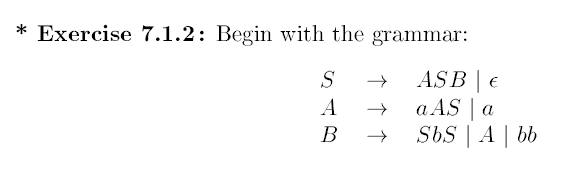 * Exercise 7.1.2: Begin with the grammar:
S → ASB | ϵ
A → aAS | a
B → SbS | A | bb